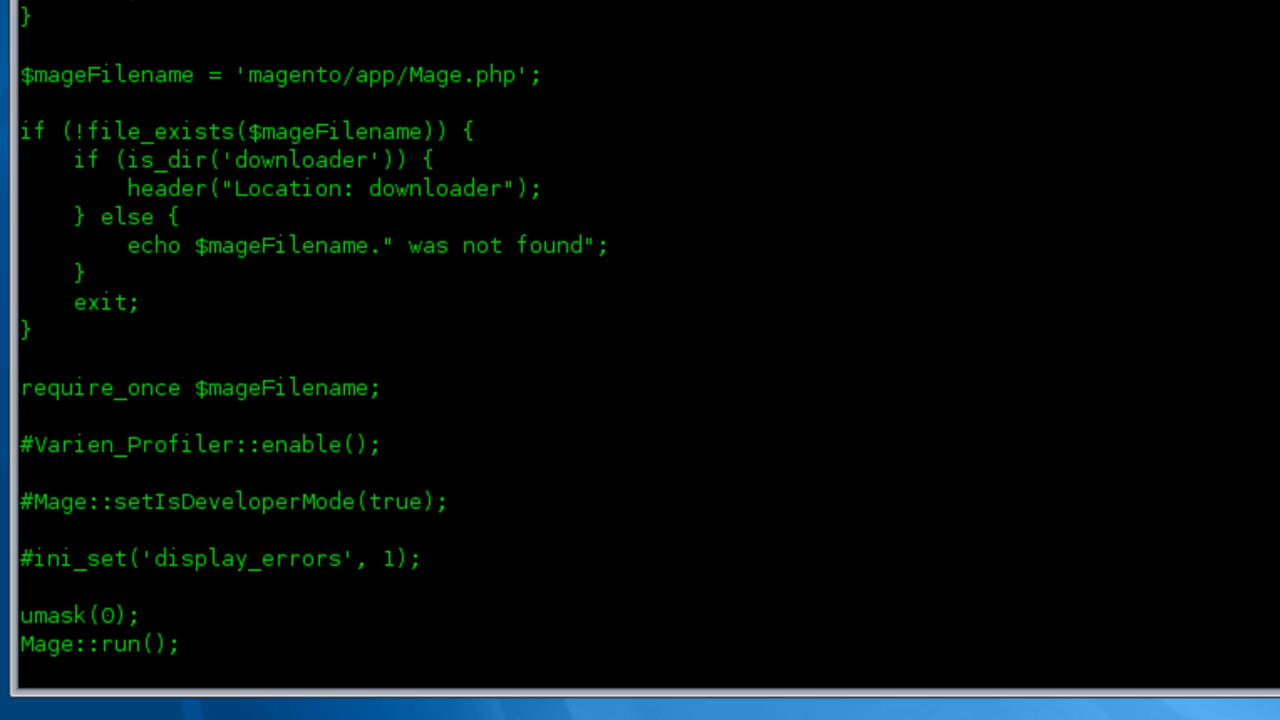 }
$mageFilename = 'magento/app/Mage.php';
if (!file_exists($mageFilename)) {
    if (is_dir('downloader')) {
        header("Location: downloader");
    } else {
        echo $mageFilename." was not found";
    }
    exit;
}
require_once $mageFilename;
#Varien_Profiler::enable();
#Mage::setIsDeveloperMode(true);
#ini_set('display_errors', 1);
umask(0);
Mage::run();